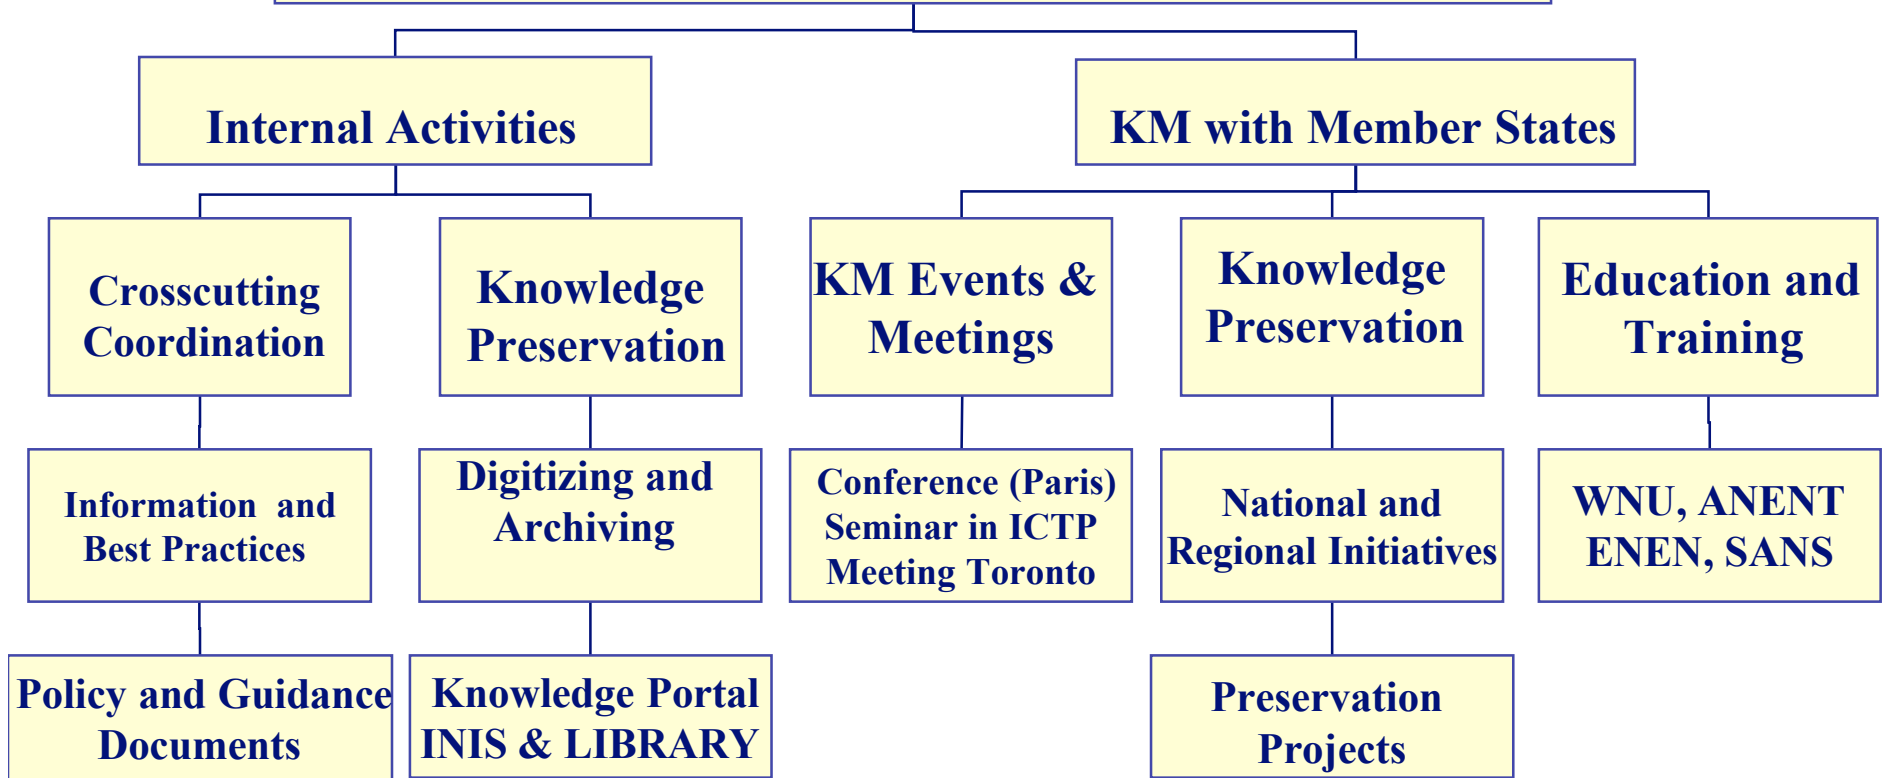 Internal Activities
KM with Member States
Crosscutting
Coordination
Knowledge
Preservation
KM Events &
Meetings
Knowledge
Preservation
Education and
Training
Information and
Best Practices
Digitizing and
Archiving
Conference (Paris)
Seminar in ICTP
Meeting Toronto
National and
Regional Initiatives
WNU, ANENT
ENEN, SANS
Policy and Guidance
Documents
Knowledge Portal
INIS & LIBRARY
Preservation
Projects